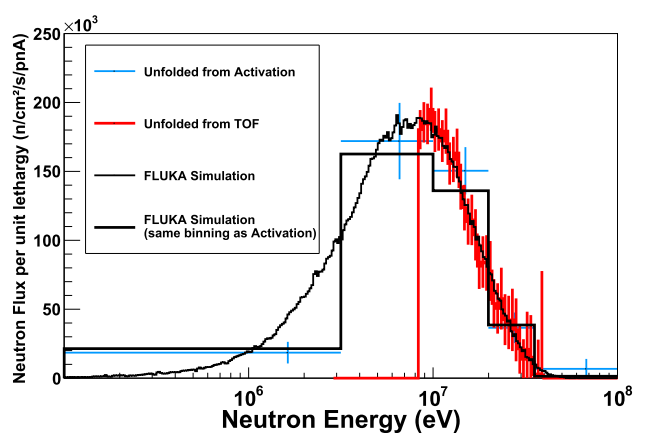 ×10³
250
200
150
100
50
0
Neutron Flux per unit lethargy (n/cm²/s/pnA)
Unfolded from Activation
Unfolded from TOF
FLUKA Simulation
FLUKA Simulation
(same binning as Activation)
10⁶ 10⁷ 10⁸
Neutron Energy (eV)